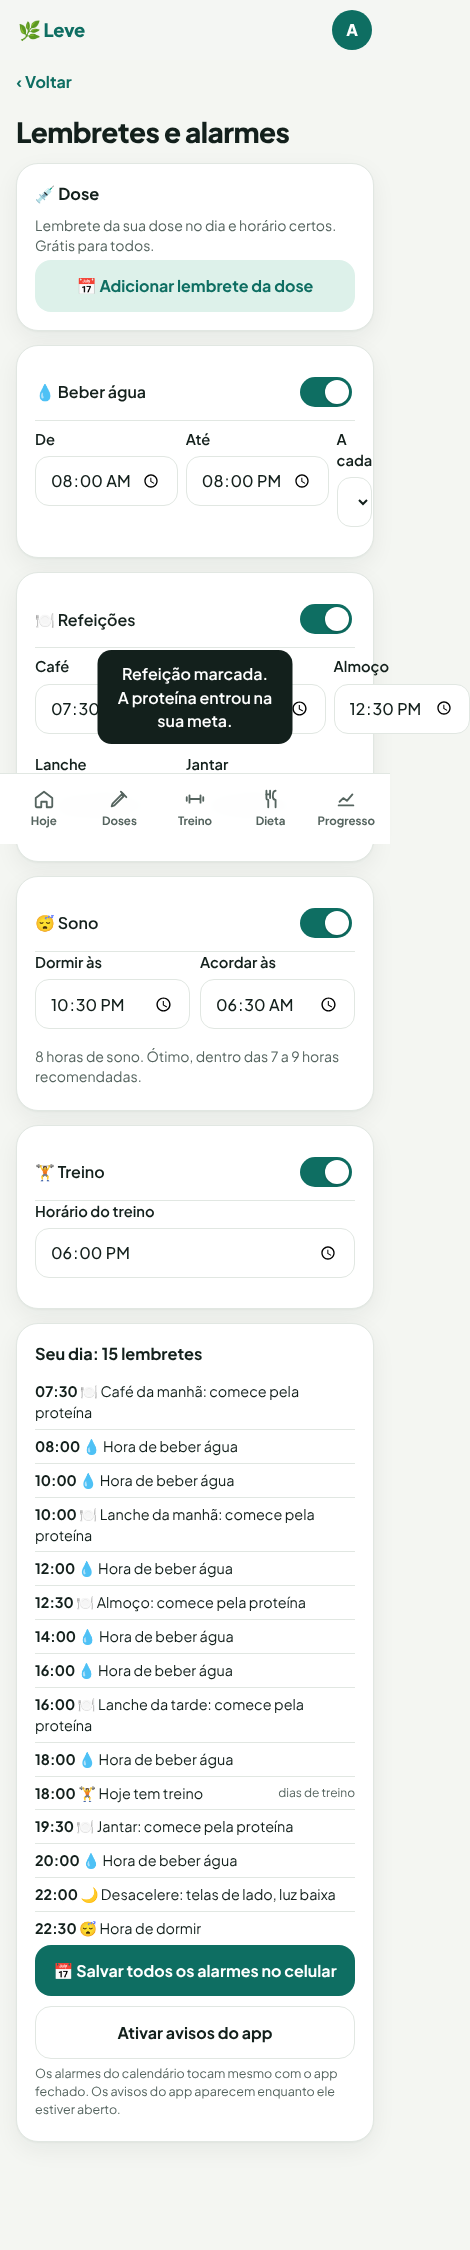 Leve
A
‹ Voltar
Lembretes e alarmes
Dose
Lembrete da sua dose no dia e horário certos.
Grátis para todos.
Adicionar lembrete da dose
Beber água
De
Até
A
cada
08:00 AM
08:00 PM
Refeições
Café
Almoço
07:30
12:30 PM
Refeição marcada.
A proteína entrou na
sua meta.
Lanche
Jantar
Hoje
Doses
Treino
Dieta
Progresso
Sono
Dormir às
Acordar às
10:30 PM
06:30 AM
8 horas de sono. Ótimo, dentro das 7 a 9 horas
recomendadas.
Treino
Horário do treino
06:00 PM
Seu dia: 15 lembretes
07:30 Café da manhã: comece pela
proteína
08:00 Hora de beber água
10:00 Hora de beber água
10:00 Lanche da manhã: comece pela
proteína
12:00 Hora de beber água
12:30 Almoço: comece pela proteína
14:00 Hora de beber água
16:00 Hora de beber água
16:00 Lanche da tarde: comece pela
proteína
18:00 Hora de beber água
18:00 Hoje tem treino dias de treino
19:30 Jantar: comece pela proteína
20:00 Hora de beber água
22:00 Desacelere: telas de lado, luz baixa
22:30 Hora de dormir
Salvar todos os alarmes no celular
Ativar avisos do app
Os alarmes do calendário tocam mesmo com o app
fechado. Os avisos do app aparecem enquanto ele
estiver aberto.